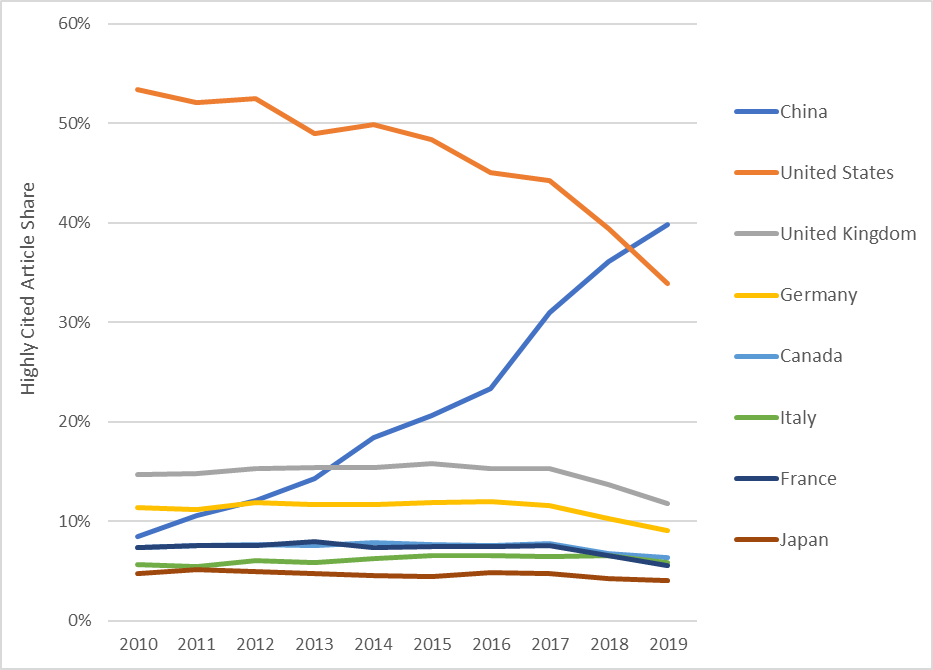 60%
50%
40%
30%
20%
10%
0%
Highly Cited Article Share
2010 2011 2012 2013 2014 2015 2016 2017 2018 2019
China
United States
United Kingdom
Germany
Canada
Italy
France
Japan